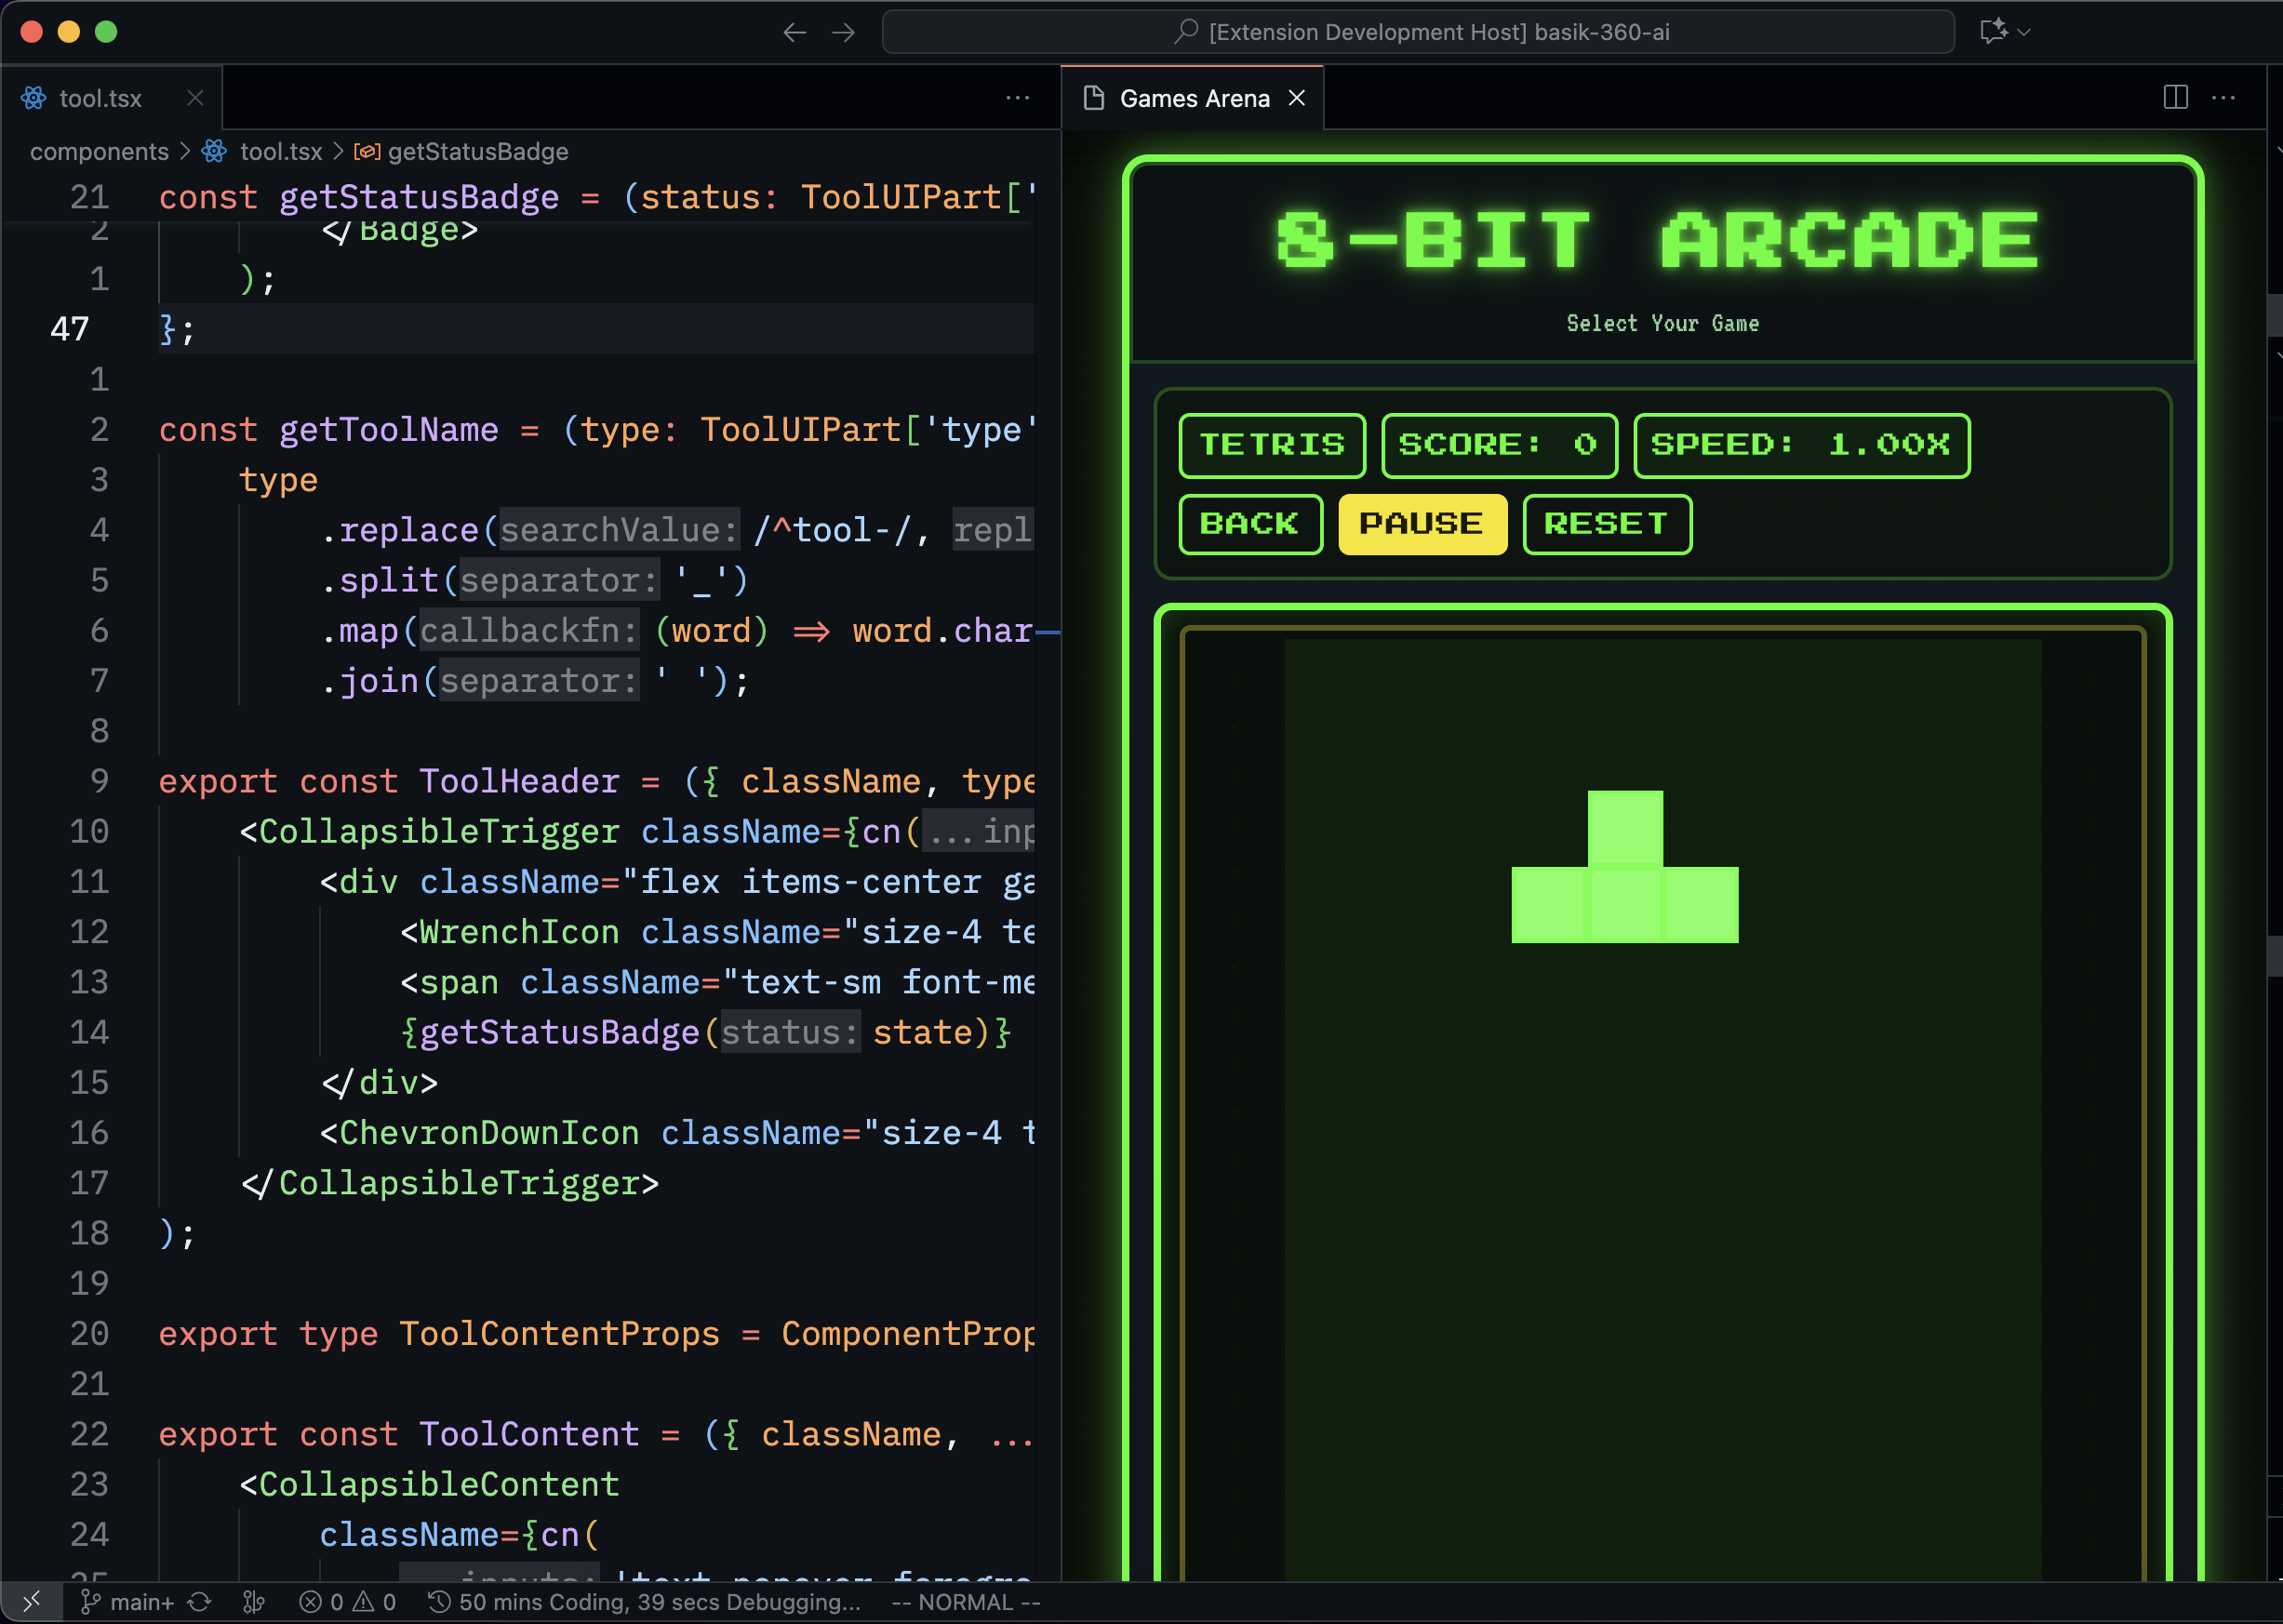 [Extension Development Host] basik-360-ai
tool.tsx
components > tool.tsx > getStatusBadge
21 const getStatusBadge = (status: ToolUIPart['
2 </Badge>
1 );
47 };
1
2 const getToolName = (type: ToolUIPart['type'
3 type
4 .replace(searchValue: /^tool-/, repl
5 .split(separator: '_')
6 .map(callbackfn: (word) => word.char
7 .join(separator: ' ');
8
9 export const ToolHeader = ({ className, type
10 <CollapsibleTrigger className={cn(...inp
11 <div className="flex items-center ga
12 <WrenchIcon className="size-4 te
13 <span className="text-sm font-me
14 {getStatusBadge(status: state)}
15 </div>
16 <ChevronDownIcon className="size-4 t
17 </CollapsibleTrigger>
18 );
19
20 export type ToolContentProps = ComponentProp
21
22 export const ToolContent = ({ className, ...
23 <CollapsibleContent
24 className={cn(
Games Arena
8-BIT ARCADE
Select Your Game
TETRIS SCORE: 0 SPEED: 1.00X
BACK PAUSE RESET
main+ 0 0 50 mins Coding, 39 secs Debugging... -- NORMAL --